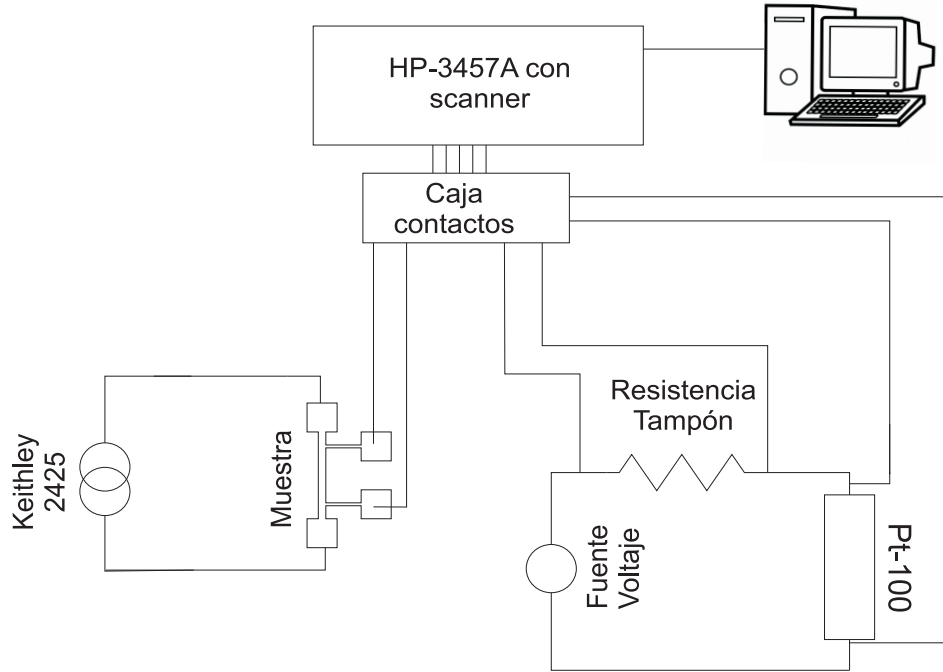 HP-3457A con
scanner
Caja
contactos
Keithley
2425
Muestra
Resistencia
Tampón
Fuente
Voltaje
Pt-100